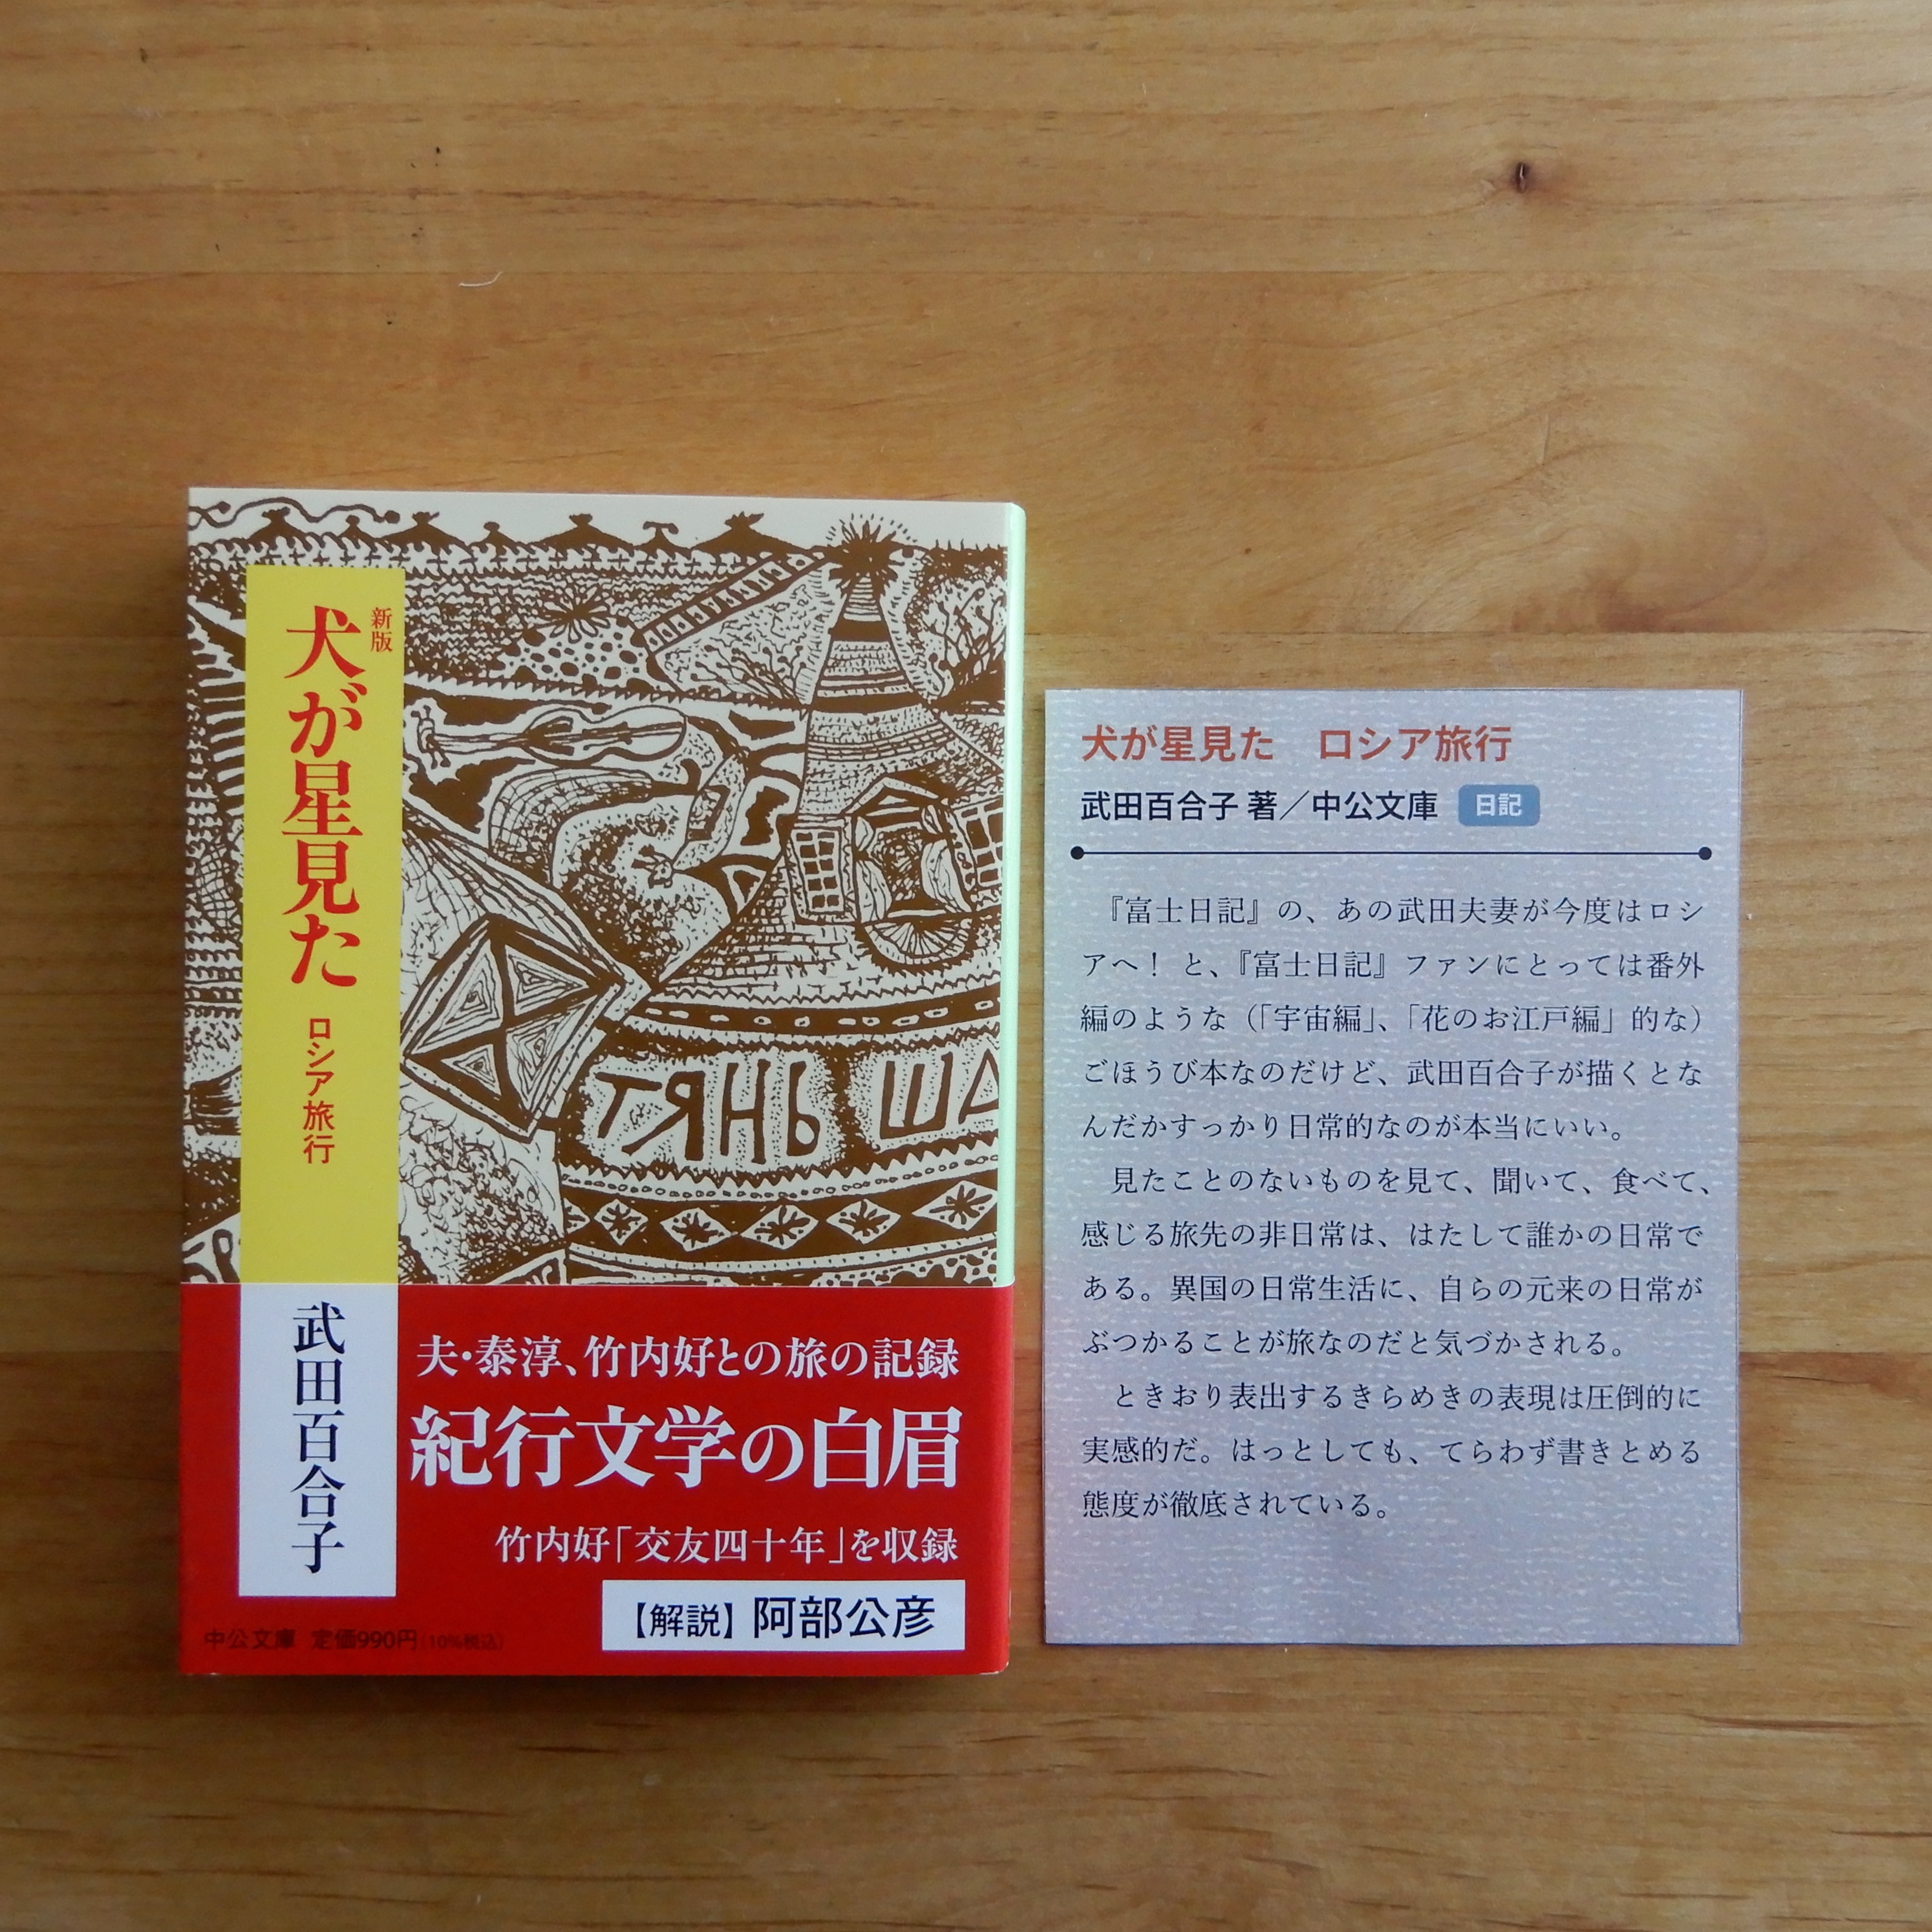 新版
犬が星見た
ロシア旅行
武田百合子
ТЯНЬ ША
夫・泰淳、竹内好との旅の記録
紀行文学の白眉
竹内好「交友四十年」を収録
【解説】阿部公彦
中公文庫 定価990円(10%税込)
犬が星見た ロシア旅行
武田百合子 著／中公文庫 日記
『富士日記』の、あの武田夫妻が今度はロシ
アへ！ と、『富士日記』ファンにとっては番外
編のような（「宇宙編」、「花のお江戸編」的な）
ごほうび本なのだけど、武田百合子が描くとな
んだかすっかり日常的なのが本当にいい。
見たことのないものを見て、聞いて、食べて、
感じる旅先の非日常は、はたして誰かの日常で
ある。異国の日常生活に、自らの元来の日常が
ぶつかることが旅なのだと気づかされる。
ときおり表出するきらめきの表現は圧倒的に
実感的だ。はっとしても、てらわず書きとめる
態度が徹底されている。